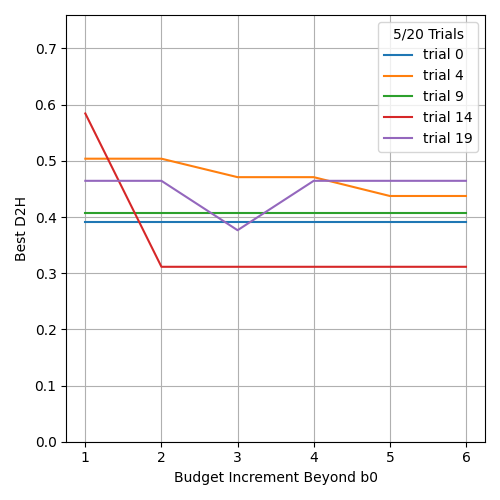 5/20 Trials
trial 0
trial 4
trial 9
trial 14
trial 19
Best D2H
0.7
0.6
0.5
0.4
0.3
0.2
0.1
0.0
1 2 3 4 5 6
Budget Increment Beyond b0